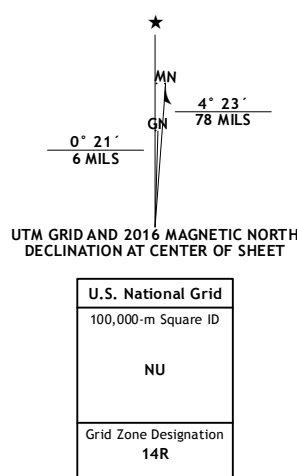 MN
4° 23´
78 MILS
GN
0° 21´
6 MILS
UTM GRID AND 2016 MAGNETIC NORTH
DECLINATION AT CENTER OF SHEET
U.S. National Grid
100,000-m Square ID
NU
Grid Zone Designation
14R